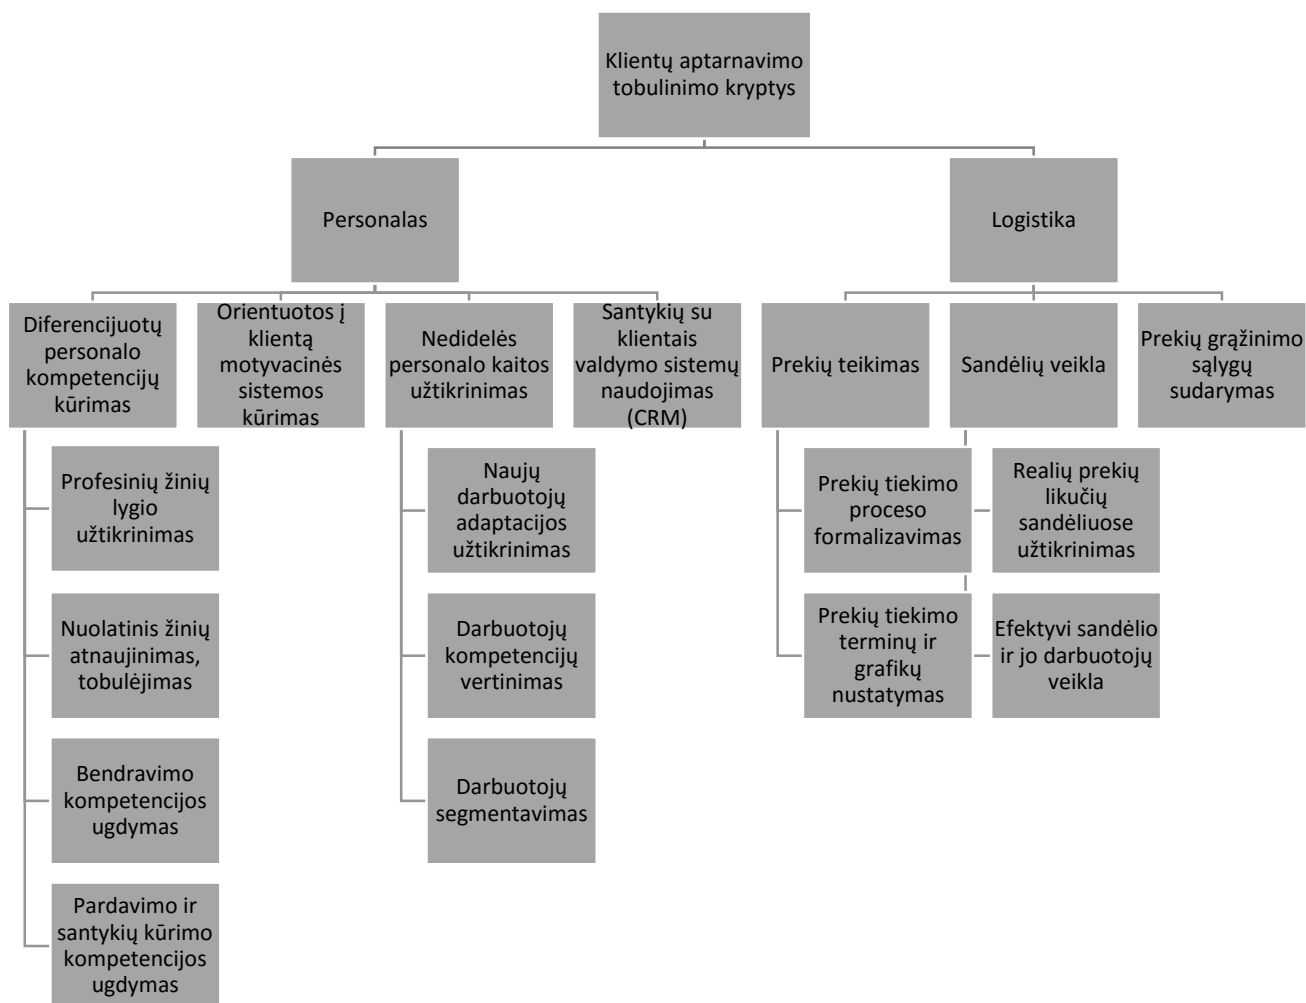 Klientų aptarnavimo
tobulinimo kryptys
Personalas
Logistika
Diferencijuotų
personalo
kompetencijų
kūrimas
Orientuotos į
klientą
motyvacinės
sistemos
kūrimas
Nedidelės
personalo kaitos
užtikrinimas
Santykių su
klientais
valdymo sistemų
naudojimas
(CRM)
Prekių teikimas
Sandėlių veikla
Prekių grąžinimo
sąlygų
sudarymas
Profesinių žinių
lygio
užtikrinimas
Nuolatinis žinių
atnaujinimas,
tobulėjimas
Bendravimo
kompetencijos
ugdymas
Pardavimo ir
santykių kūrimo
kompetencijos
ugdymas
Naujų
darbuotojų
adaptacijos
užtikrinimas
Darbuotojų
kompetencijų
vertinimas
Darbuotojų
segmentavimas
Prekių tiekimo
proceso
formalizavimas
Prekių tiekimo
terminų ir
grafikų
nustatymas
Realių prekių
likučių
sandėliuose
užtikrinimas
Efektyvi sandėlio
ir jo darbuotojų
veikla